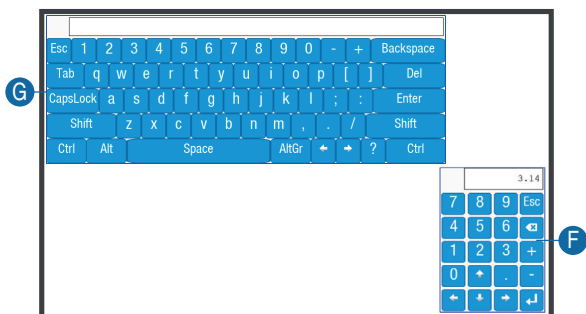 Esc 1 2 3 4 5 6 7 8 9 0 - + Backspace
Tab q w e r t y u i o p [ ] Del
G
CapsLock a s d f g h j k l ; : Enter
Shift z x c v b n m , . / Shift
Ctrl Alt Space AltGr ← → ? Ctrl
3.14
7 8 9 Esc
4 5 6 ⌫
F
1 2 3 +
0 ↑ . -
← ↓ → ↵